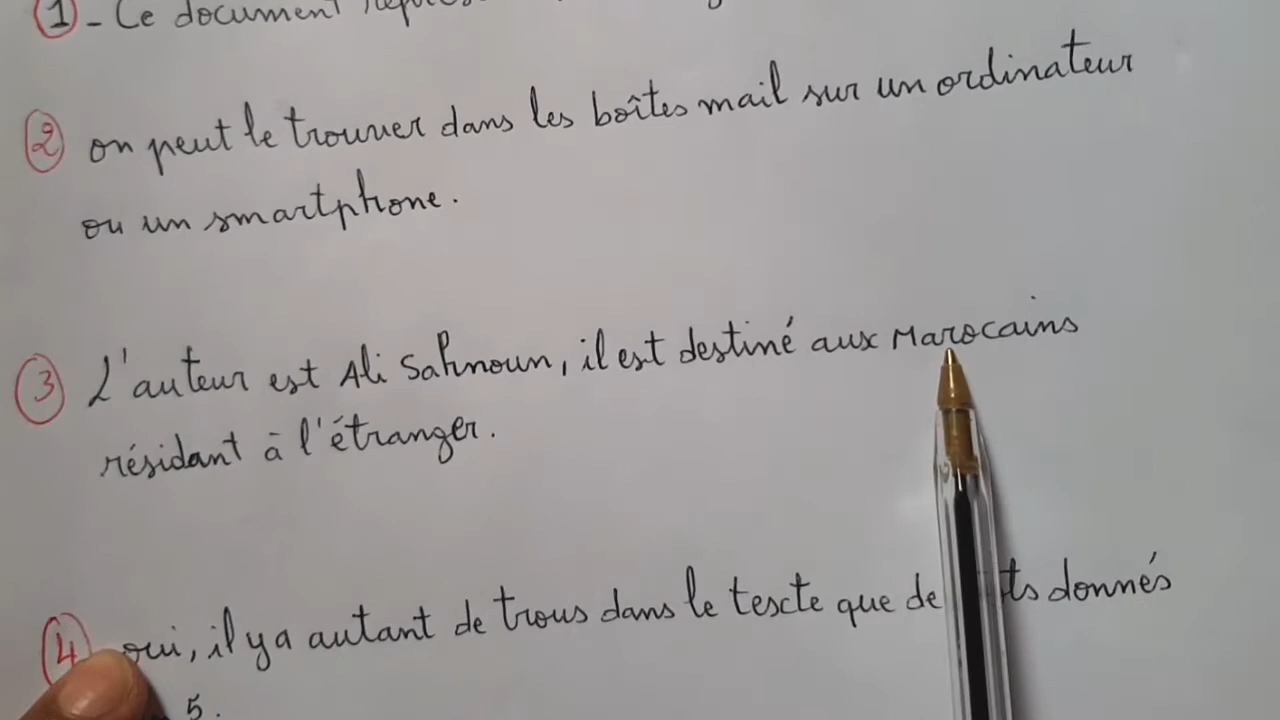 1 - Ce document
2 on peut le trouver dans les boîtes mail sur un ordinateur
ou un smartphone.
3 L'auteur est Ali Sahnoun, il est destiné aux Marocains
résidant à l'étranger.
4 oui, il y a autant de trous dans le texte que de donnés
5.